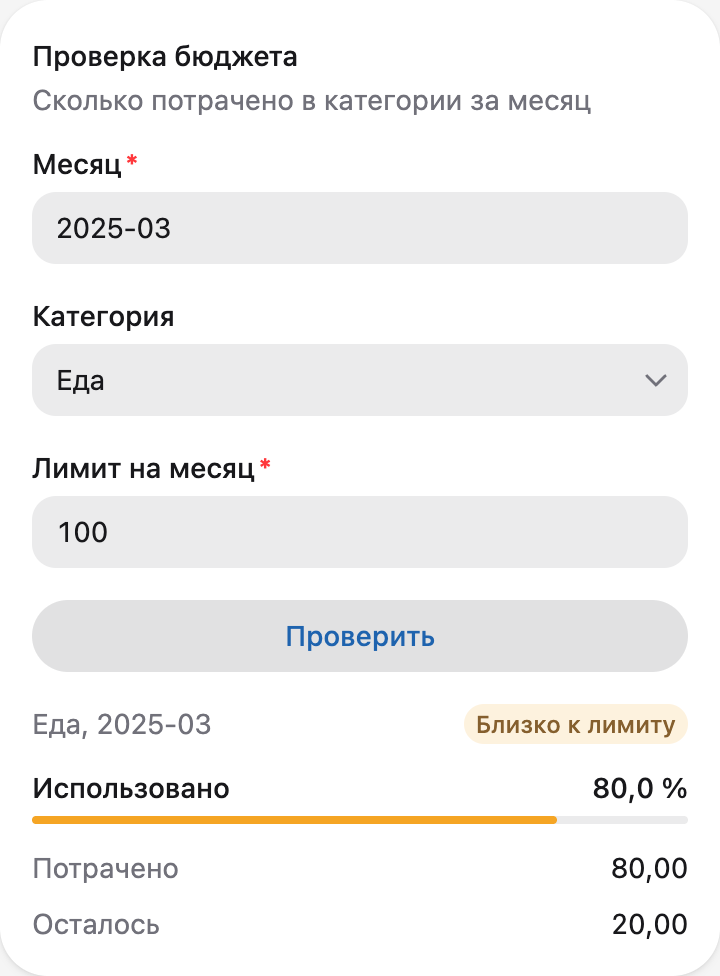 Проверка бюджета
Сколько потрачено в категории за месяц
Месяц*
2025-03
Категория
Еда
Лимит на месяц*
100
Проверить
Еда, 2025-03 Близко к лимиту
Использовано 80,0 %
Потрачено 80,00
Осталось 20,00